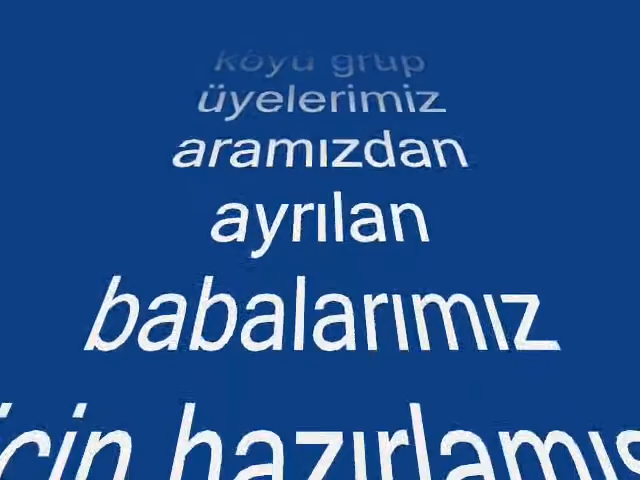 köyü grup
üyelerimiz
aramızdan
ayrılan
babalarımız
için hazırlamış